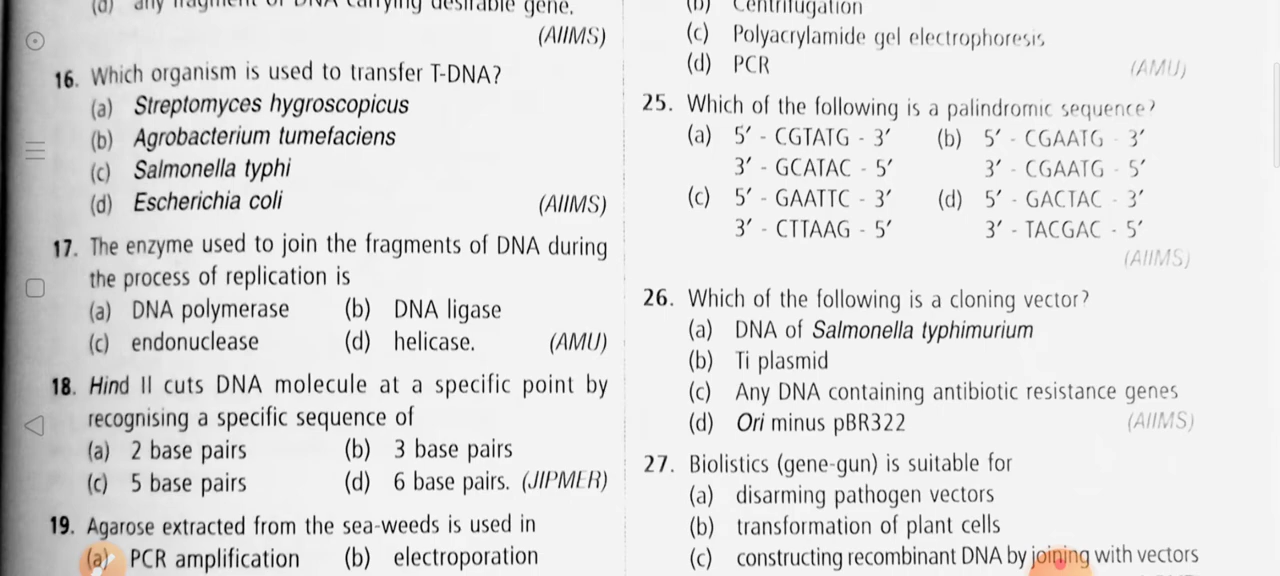 (d) any fragment of DNA carrying desirable gene.
(AIIMS)
16. Which organism is used to transfer T-DNA?
(a) Streptomyces hygroscopicus
(b) Agrobacterium tumefaciens
(c) Salmonella typhi
(d) Escherichia coli (AIIMS)
17. The enzyme used to join the fragments of DNA during
the process of replication is
(a) DNA polymerase (b) DNA ligase
(c) endonuclease (d) helicase. (AMU)
18. Hind II cuts DNA molecule at a specific point by
recognising a specific sequence of
(a) 2 base pairs (b) 3 base pairs
(c) 5 base pairs (d) 6 base pairs. (JIPMER)
19. Agarose extracted from the sea-weeds is used in
(a) PCR amplification (b) electroporation
(b) Centrifugation
(c) Polyacrylamide gel electrophoresis
(d) PCR (AMU)
25. Which of the following is a palindromic sequence?
(a) 5′ - CGTATG - 3′ (b) 5′ - CGAATG - 3′
3′ - GCATAC - 5′ 3′ - CGAATG - 5′
(c) 5′ - GAATTC - 3′ (d) 5′ - GACTAC - 3′
3′ - CTTAAG - 5′ 3′ - TACGAC - 5′
(AIIMS)
26. Which of the following is a cloning vector?
(a) DNA of Salmonella typhimurium
(b) Ti plasmid
(c) Any DNA containing antibiotic resistance genes
(d) Ori minus pBR322 (AIIMS)
27. Biolistics (gene-gun) is suitable for
(a) disarming pathogen vectors
(b) transformation of plant cells
(c) constructing recombinant DNA by joining with vectors